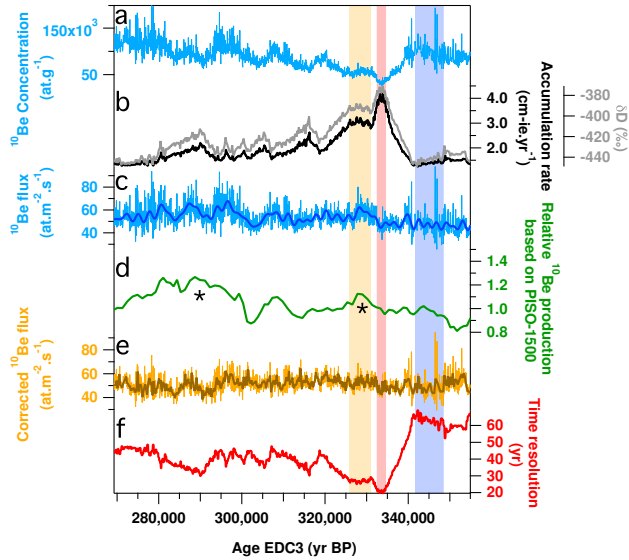 a
150x10³
50
¹⁰Be Concentration
(at.g⁻¹)
b
4.0
3.0
2.0
Accumulation rate
(cm-ie.yr⁻¹)
-380
-400
-420
-440
δD (‰)
c
80
60
40
¹⁰Be flux
(at.m⁻².s⁻¹)
d
*
*
1.4
1.2
1.0
0.8
Relative ¹⁰Be production
based on PISO-1500
e
80
60
40
Corrected ¹⁰Be flux
(at.m⁻².s⁻¹)
f
60
50
40
30
20
Time resolution
(yr)
280,000
300,000
320,000
340,000
Age EDC3 (yr BP)